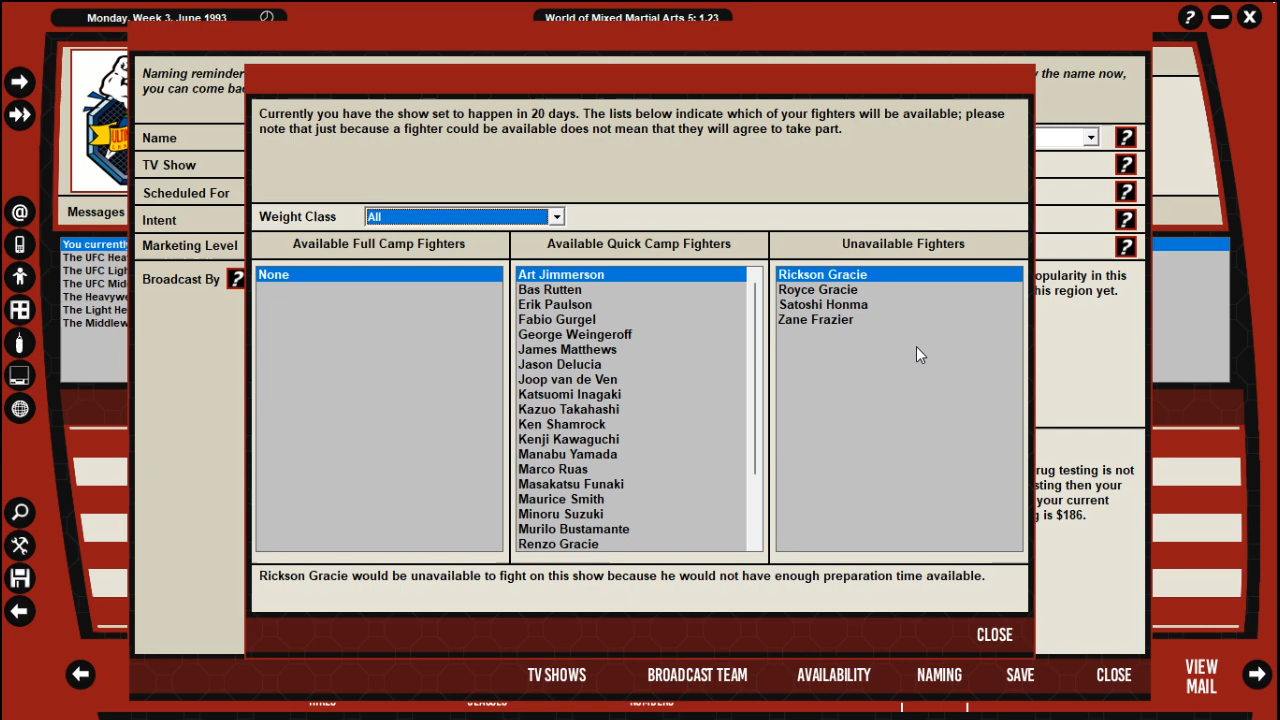 Monday, Week 3, June 1993
World of Mixed Martial Arts 5: 1.23
?
Naming reminder
the name now,
you can come bac
Currently you have the show set to happen in 20 days. The lists below indicate which of your fighters will be available; please
note that just because a fighter could be available does not mean that they will agree to take part.
Name
?
TV Show
?
Scheduled For
?
Intent
?
Marketing Level
?
Broadcast By ?
Messages
Weight Class All
Available Full Camp Fighters
Available Quick Camp Fighters
Unavailable Fighters
You currently
The UFC Hea
The UFC Ligh
The UFC Mid
The Heavywe
The Light He
The Middlew
None
Art Jimmerson
Bas Rutten
Erik Paulson
Fabio Gurgel
George Weingeroff
James Matthews
Jason Delucia
Joop van de Ven
Katsuomi Inagaki
Kazuo Takahashi
Ken Shamrock
Kenji Kawaguchi
Manabu Yamada
Marco Ruas
Masakatsu Funaki
Maurice Smith
Minoru Suzuki
Murilo Bustamante
Renzo Gracie
Rickson Gracie
Royce Gracie
Satoshi Honma
Zane Frazier
opularity in this
his region yet.
rug testing is not
sting then your
your current
g is $186.
Rickson Gracie would be unavailable to fight on this show because he would not have enough preparation time available.
CLOSE
TV SHOWS
BROADCAST TEAM
AVAILABILITY
NAMING
SAVE
CLOSE
VIEW
MAIL